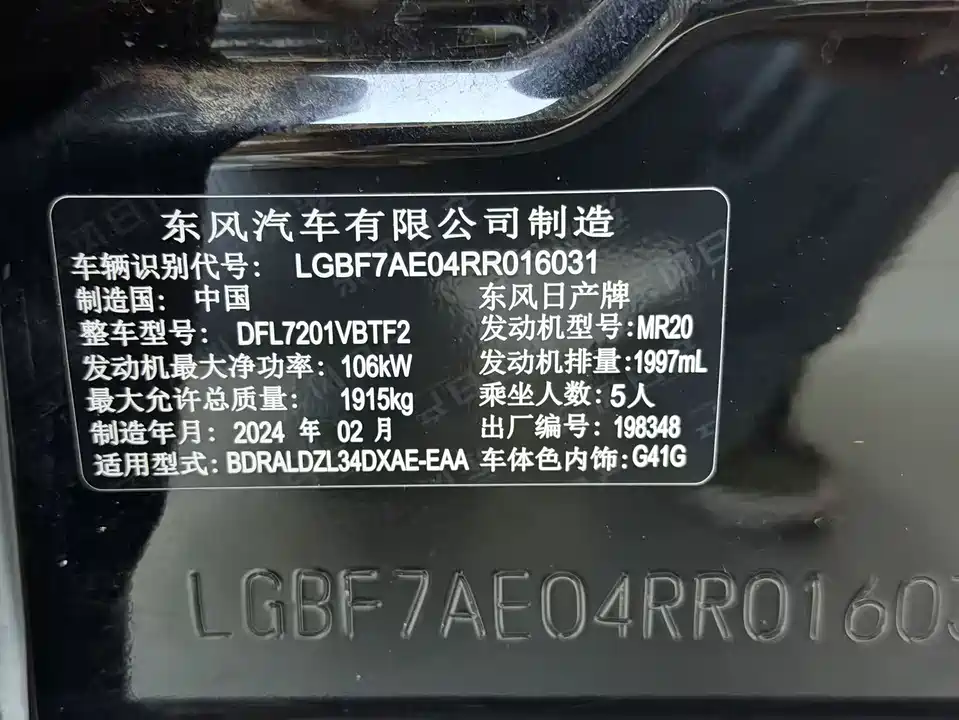 东风汽车有限公司制造
车辆识别代号： LGBF7AE04RR016031
制造国： 中国 东风日产牌
整车型号： DFL7201VBTF2 发动机型号:MR20
发动机最大净功率： 106kW 发动机排量:1997mL
最大允许总质量： 1915kg 乘坐人数: 5人
制造年月： 2024 年 02 月 出厂编号: 198348
适用型式: BDRALDZL34DXAE-EAA 车体色内饰:G41G
LGBF7AE04RR01603